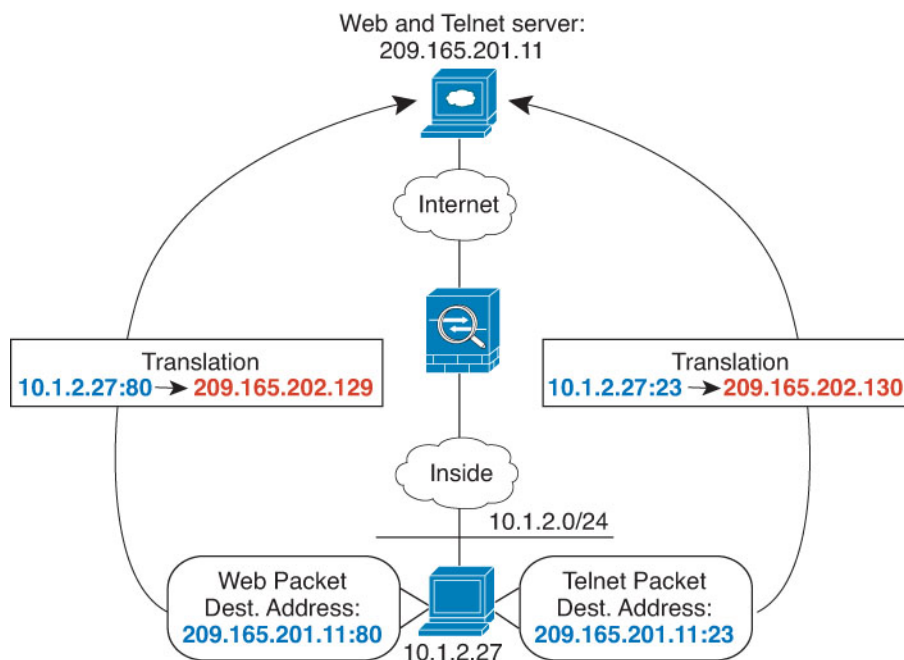 Web and Telnet server:
209.165.201.11
Internet
Translation
10.1.2.27:80 209.165.202.129
Translation
10.1.2.27:23 209.165.202.130
Inside
10.1.2.0/24
Web Packet
Dest. Address:
209.165.201.11:80
Telnet Packet
Dest. Address:
209.165.201.11:23
10.1.2.27